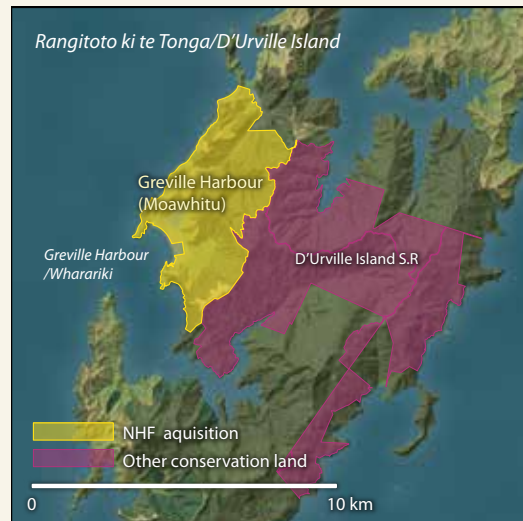 Rangitoto ki te Tonga/D'Urville Island
Greville Harbour
(Moawhitu)
Greville Harbour
/Wharariki
D'Urville Island S.R
NHF aquisition
Other conservation land
0 10 km